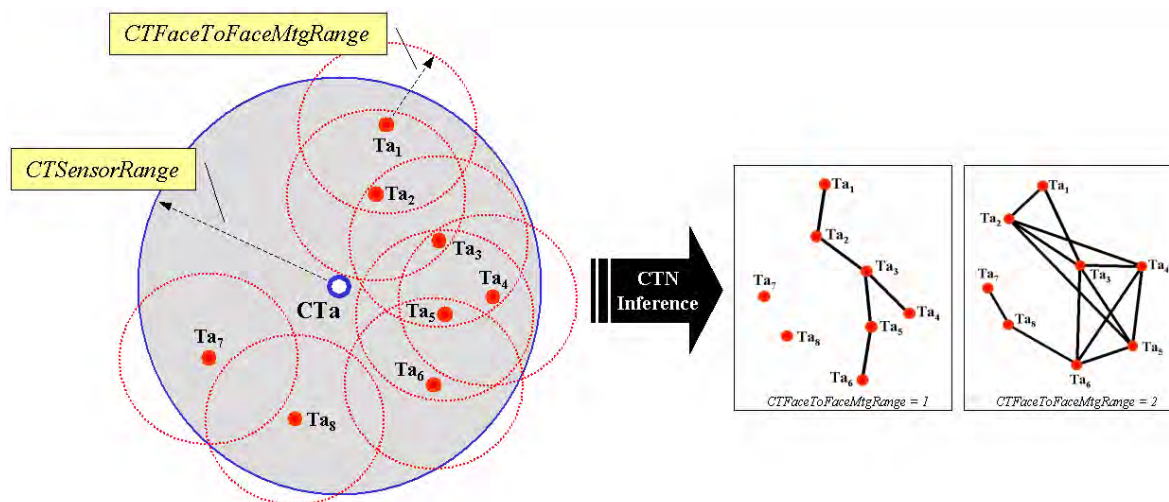 CTFaceToFaceMtgRange
CTSensorRange
Ta₁
Ta₂
Ta₃
Ta₄
Ta₅
Ta₆
Ta₇
Ta₈
CTa
CTN
Inference
Ta₁
Ta₂
Ta₃
Ta₄
Ta₅
Ta₆
Ta₇
Ta₈
CTFaceToFaceMtgRange = 1
Ta₁
Ta₂
Ta₃
Ta₄
Ta₅
Ta₆
Ta₇
Ta₈
CTFaceToFaceMtgRange = 2